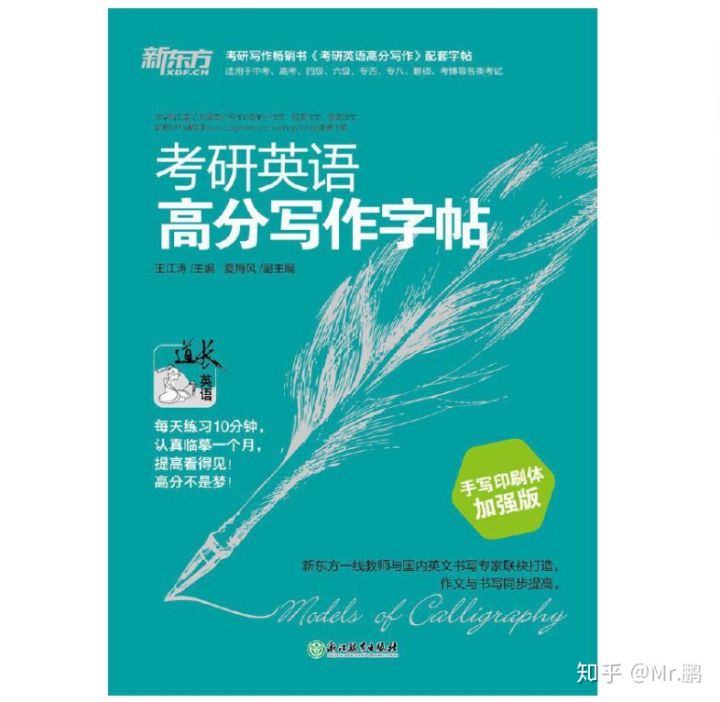 新东方
XDF.CN
考研写作畅销书《考研英语高分写作》配套字帖
适用于中考、高考、四级、六级、专四、专八、雅思、考博等各类考试
考研英语
高分写作字帖
王江涛/主编 夏梅风/副主编
道长
英语
每天练习10分钟，
认真临摹一个月，
提高看得见！
高分不是梦！
手写印刷体
加强版
新东方一线教师与国内英文书写专家联袂打造，
作文与书写同步提高。
Models of Calligraphy
浙江教育出版社
知乎 @Mr.鹏